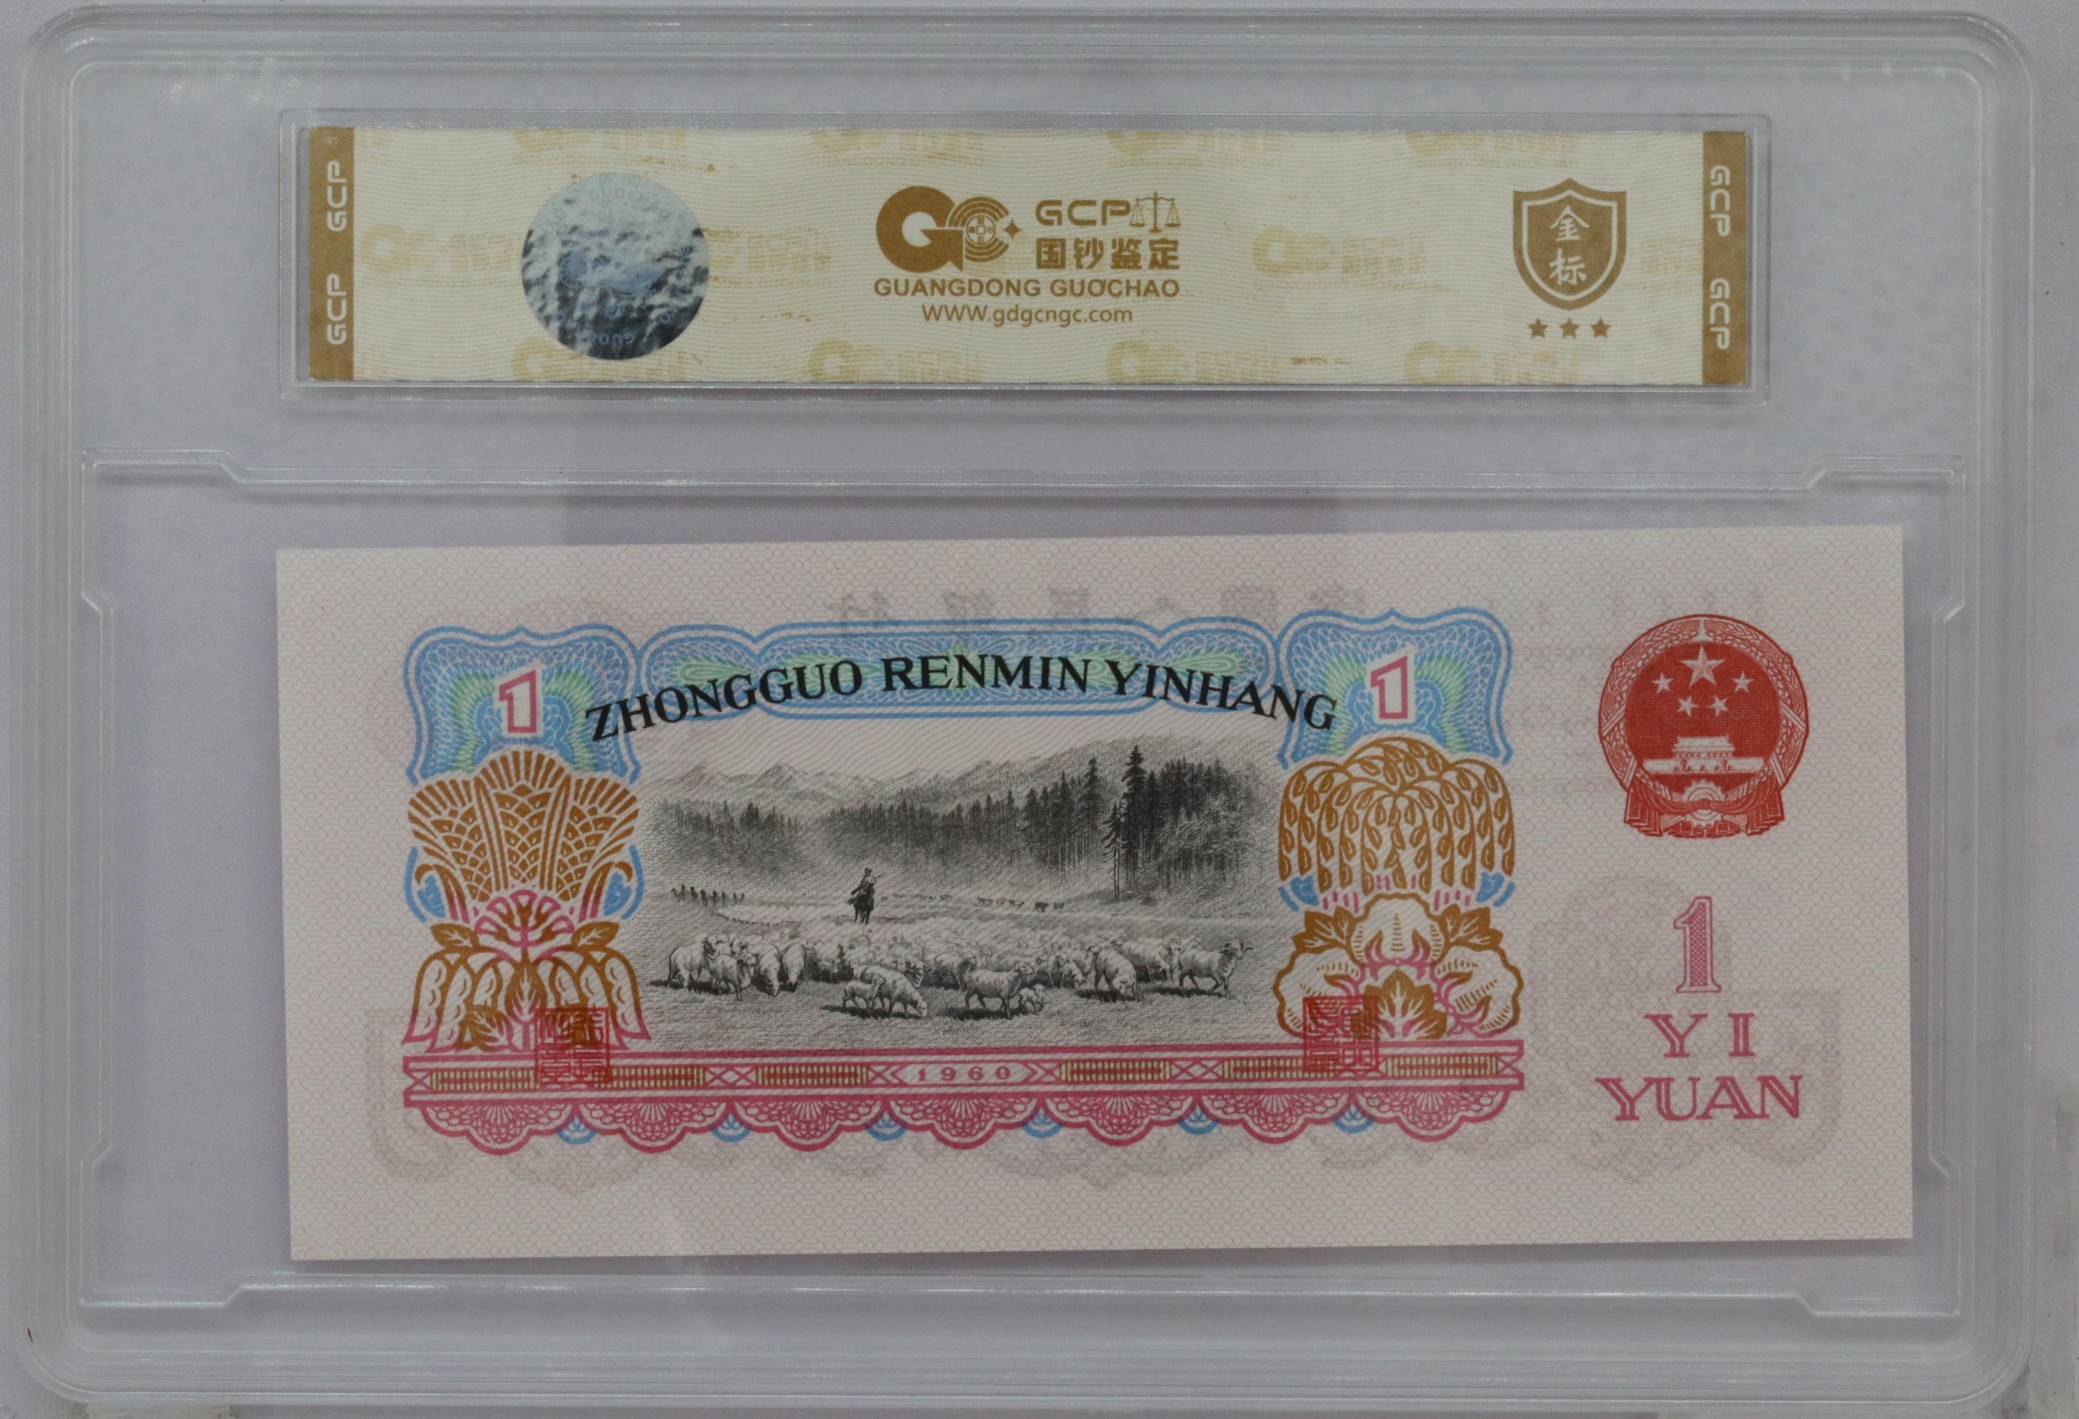 GCP GCP
GCP
国钞鉴定
GUANGDONG GUOCHAO
WWW.gdgcngc.com
金
标
GCP GCP
1
ZHONGGUO RENMIN YINHANG
1
1960
1
YI
YUAN